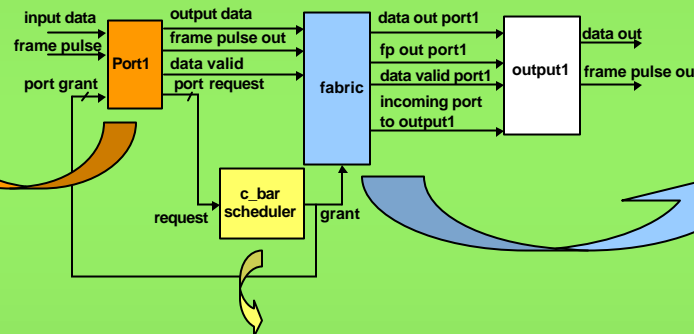 input data
frame pulse
port grant
Port1
output data
frame pulse out
data valid
port request
fabric
data out port1
fp out port1
data valid port1
incoming port
to output1
output1
data out
frame pulse ou
request
c_bar
scheduler
grant